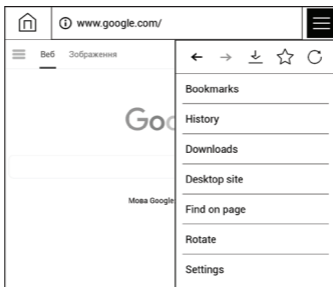 www.google.com/
Веб Зображення
Bookmarks
Goo
History
Downloads
Desktop site
Мова Google
Find on page
Rotate
Settings